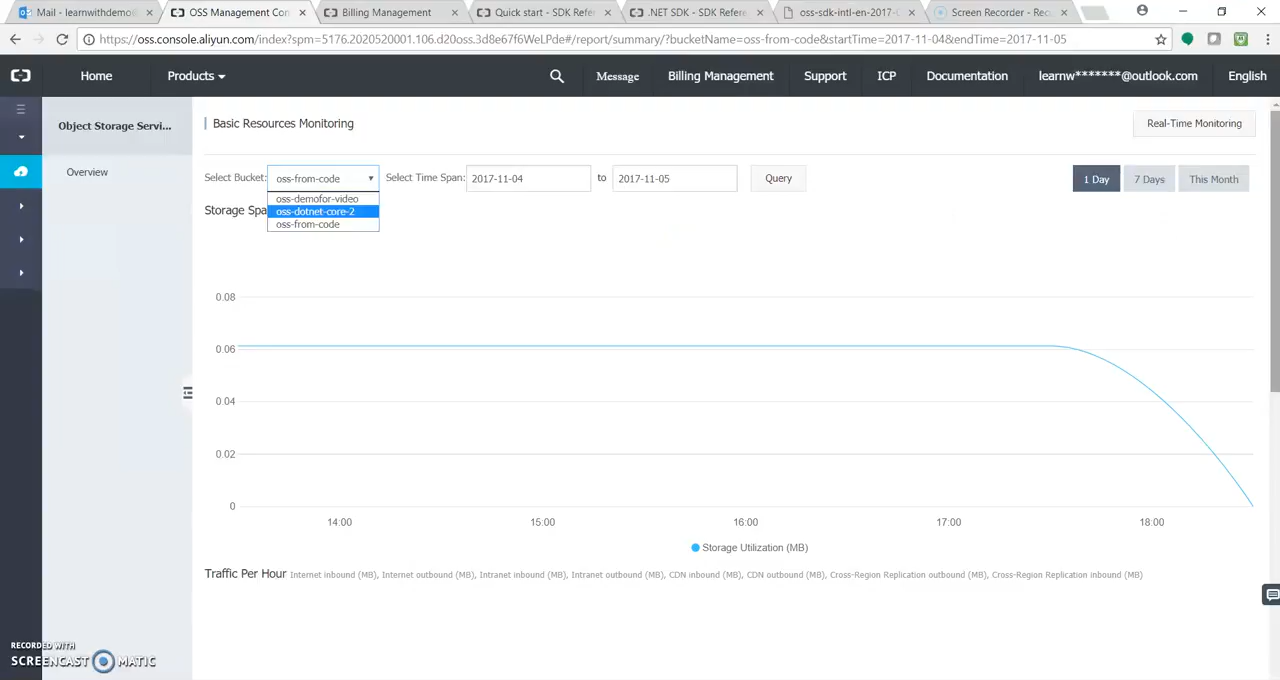 Mail - learnwithdemo@
OSS Management Con
Billing Management
Quick start - SDK Refer
.NET SDK - SDK Refere
oss-sdk-intl-en-2017-0
Screen Recorder - Rec
https://oss.console.aliyun.com/index?spm=5176.2020520001.106.d20oss.3d8e67f6WeLPde#/report/summary/?bucketName=oss-from-code&startTime=2017-11-04&endTime=2017-11-05
Home
Products
Message
Billing Management
Support
ICP
Documentation
learnw*******@outlook.com
English
Object Storage Servi...
Overview
Basic Resources Monitoring
Real-Time Monitoring
Select Bucket: oss-from-code Select Time Span: 2017-11-04 to 2017-11-05 Query 1 Day 7 Days This Month
oss-demofor-video
oss-dotnet-core-2
oss-from-code
Storage Spa
0.08
0.06
0.04
0.02
0
14:00 15:00 16:00 17:00 18:00
Storage Utilization (MB)
Traffic Per Hour Internet inbound (MB), Internet outbound (MB), Intranet inbound (MB), Intranet outbound (MB), CDN inbound (MB), CDN outbound (MB), Cross-Region Replication outbound (MB), Cross-Region Replication inbound (MB)
RECORDED WITH
SCREENCAST MATIC